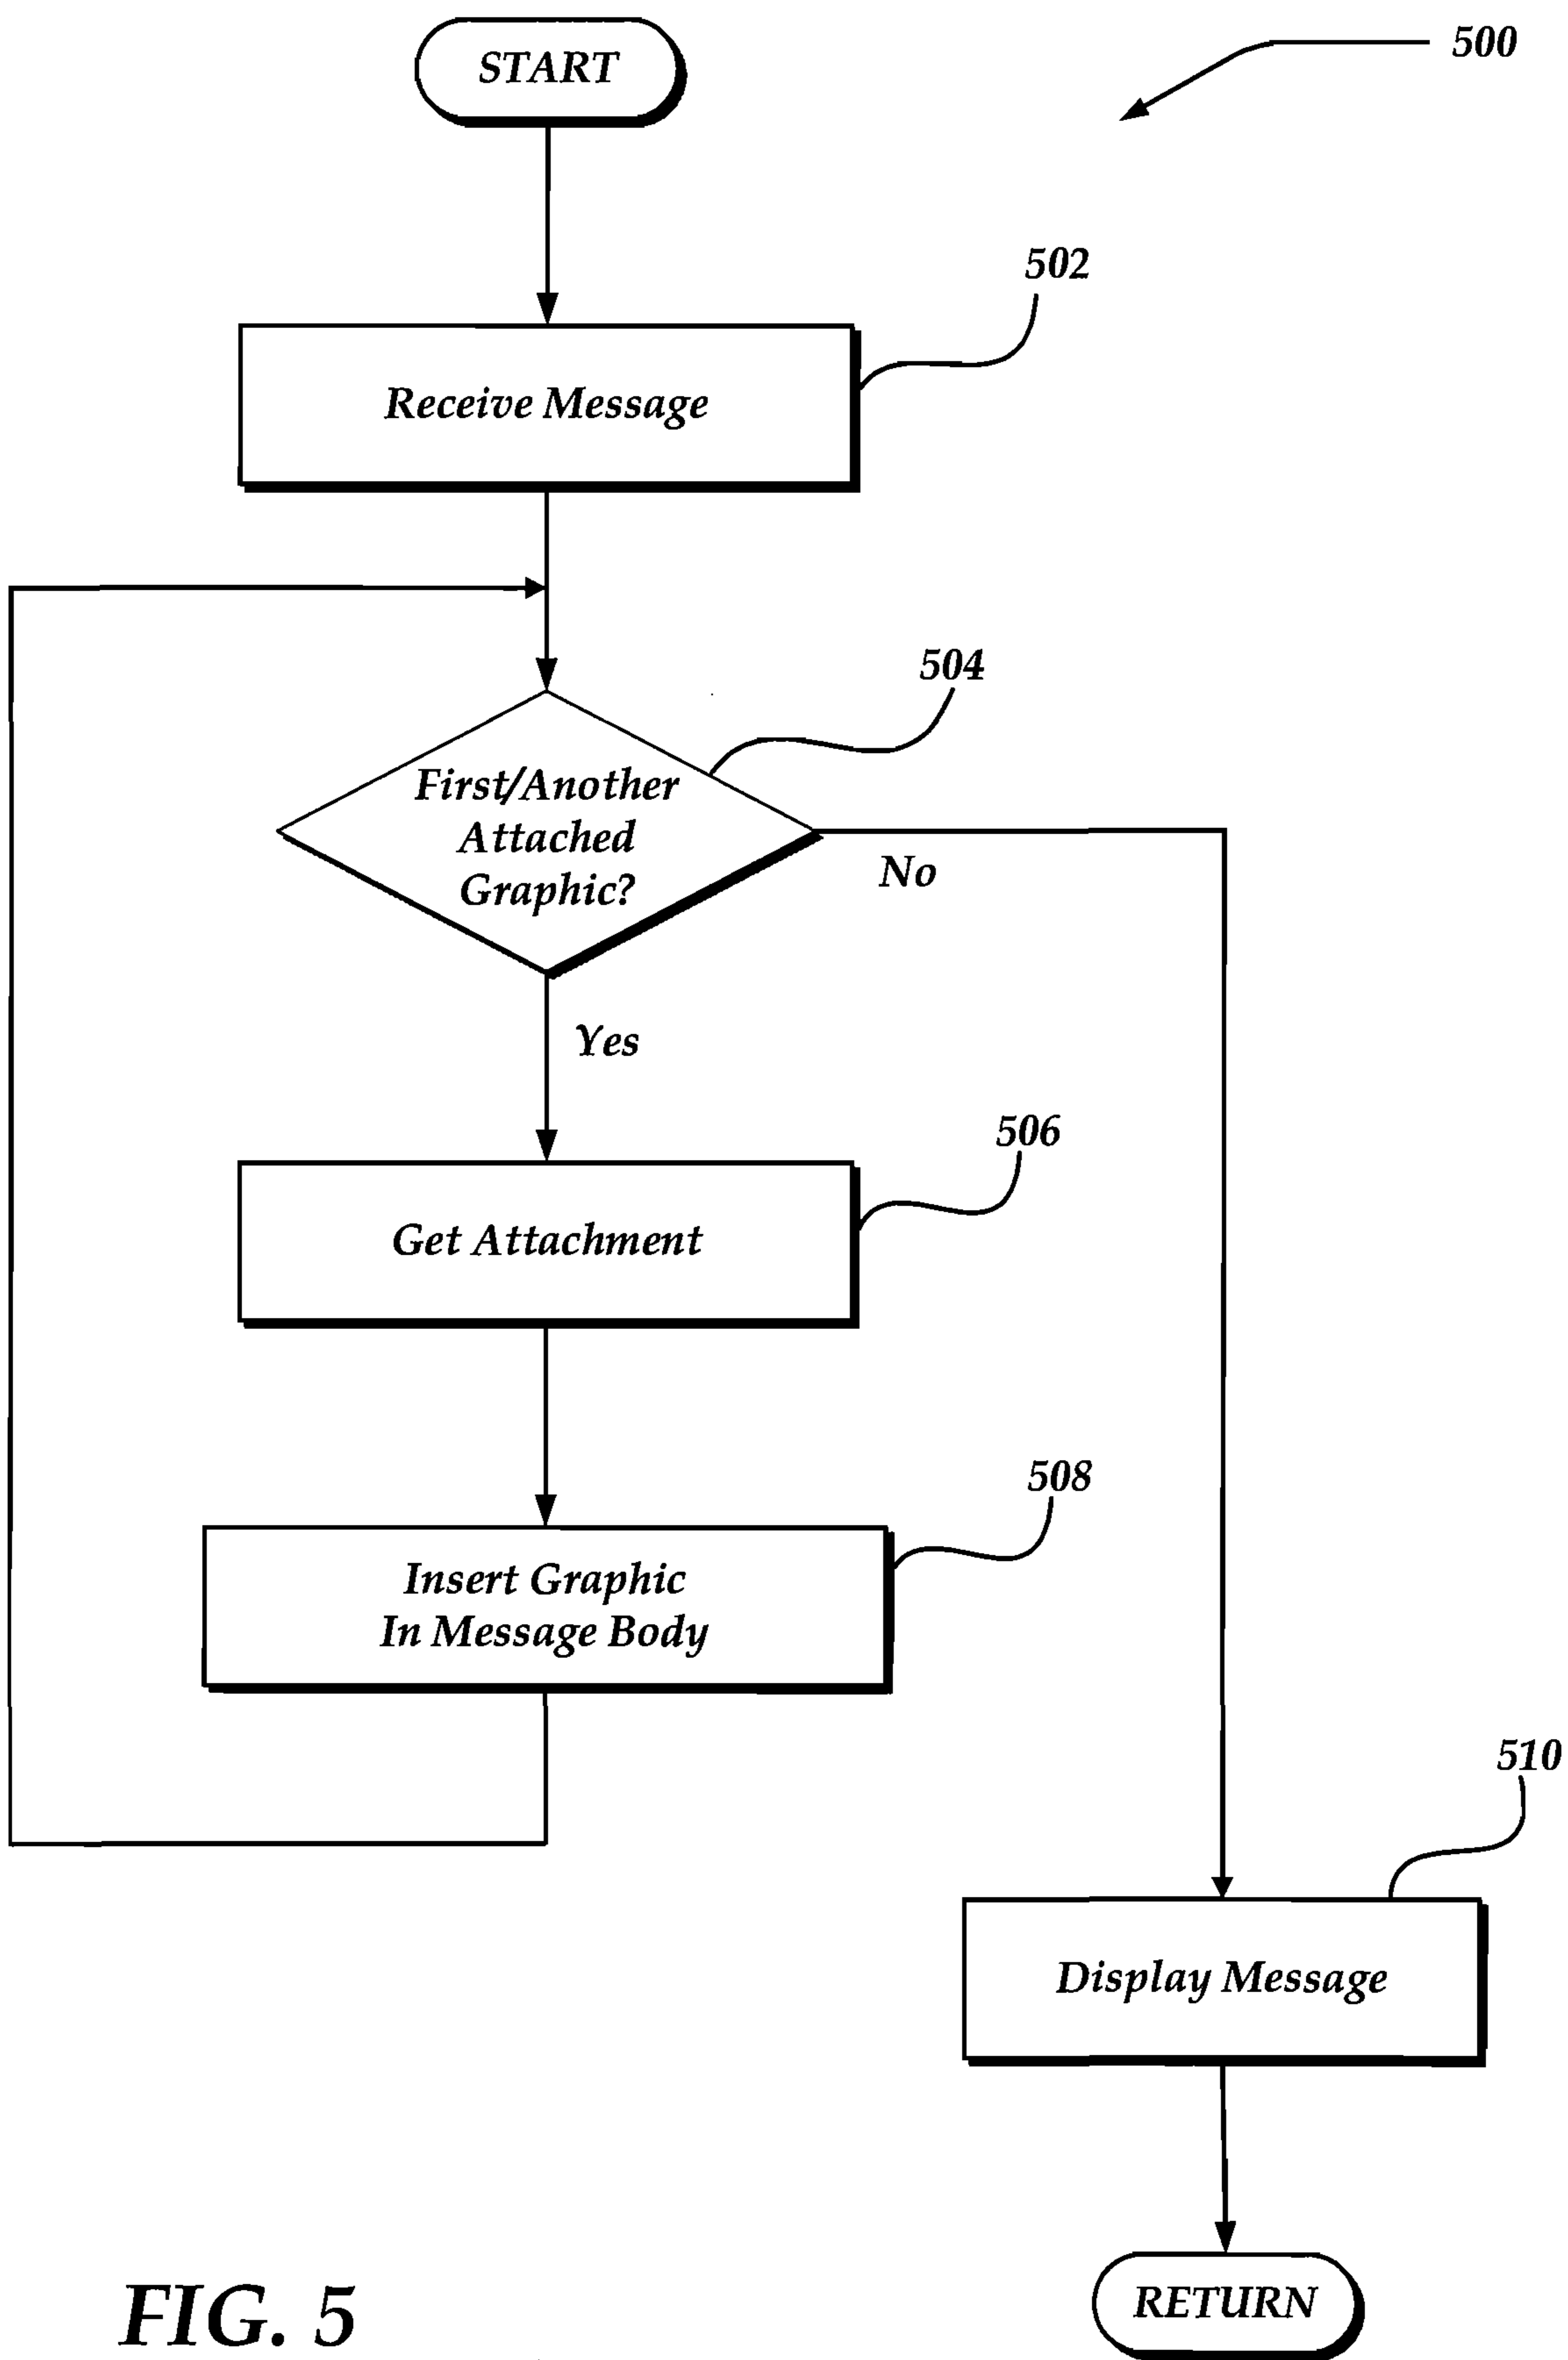 START
500
502
Receive Message
504
First/Another
Attached
Graphic?
No
Yes
506
Get Attachment
508
Insert Graphic
In Message Body
510
Display Message
RETURN
FIG. 5